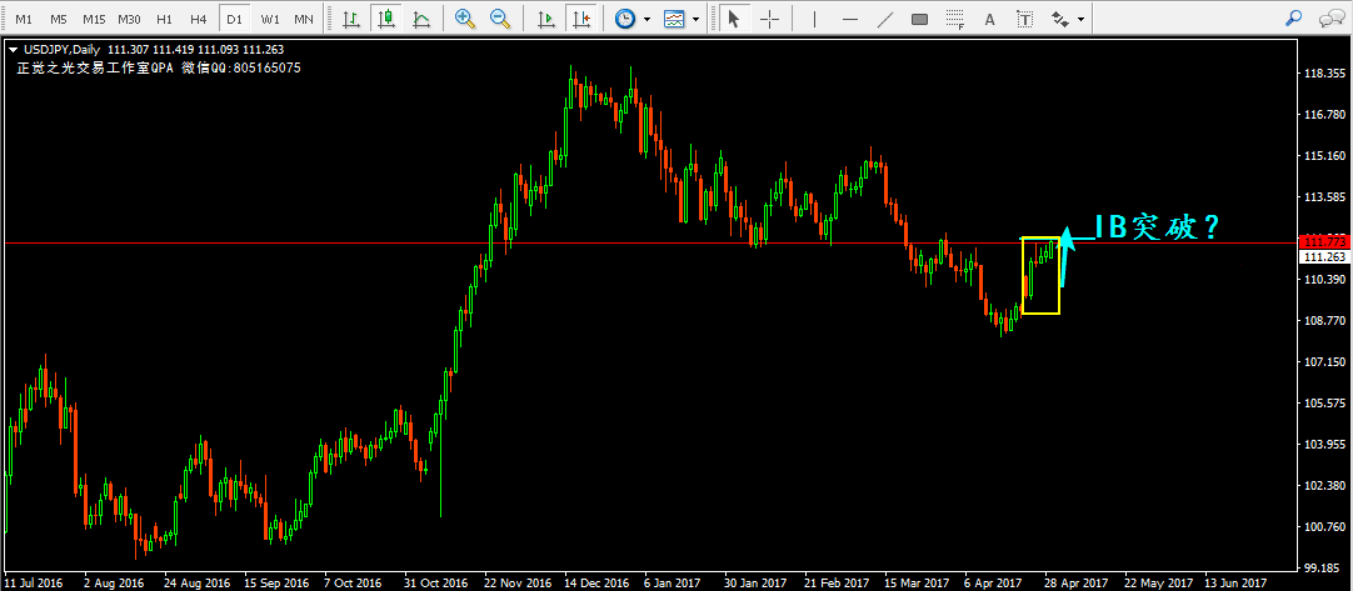 M1 M5 M15 M30 H1 H4 D1 W1 MN
USDJPY,Daily 111.307 111.419 111.093 111.263
正觉之光交易工作室QPA 微信QQ:805165075
118.355
116.780
115.160
113.585
IB突破?
111.773
111.263
110.390
108.770
107.150
105.575
103.955
102.380
100.760
99.185
11 Jul 2016 2 Aug 2016 24 Aug 2016 15 Sep 2016 7 Oct 2016 31 Oct 2016 22 Nov 2016 14 Dec 2016 6 Jan 2017 30 Jan 2017 21 Feb 2017 15 Mar 2017 6 Apr 2017 28 Apr 2017 22 May 2017 13 Jun 2017